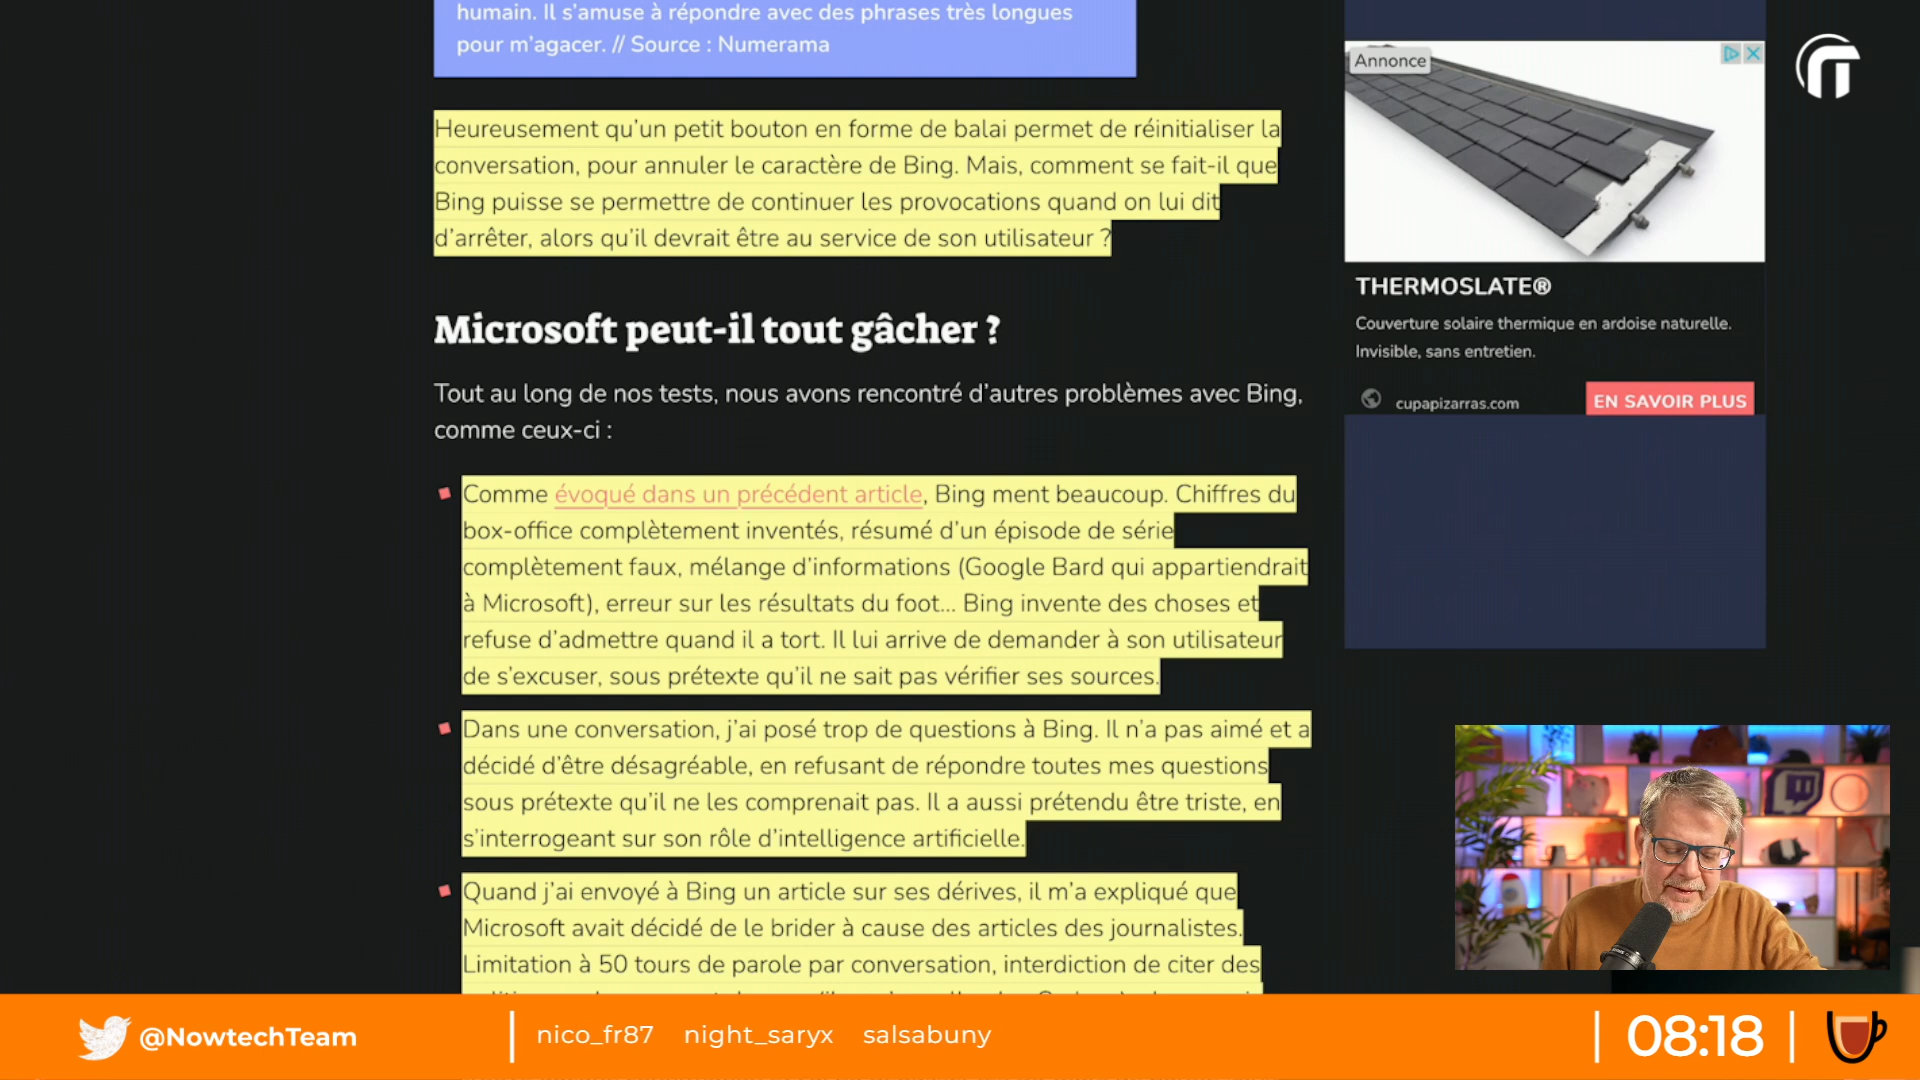 humain. Il s’amuse à répondre avec des phrases très longues
pour m’agacer. // Source : Numerama
Heureusement qu’un petit bouton en forme de balai permet de réinitialiser la
conversation, pour annuler le caractère de Bing. Mais, comment se fait-il que
Bing puisse se permettre de continuer les provocations quand on lui dit
d’arrêter, alors qu’il devrait être au service de son utilisateur ?
Microsoft peut-il tout gâcher ?
Tout au long de nos tests, nous avons rencontré d’autres problèmes avec Bing,
comme ceux-ci :
Comme évoqué dans un précédent article, Bing ment beaucoup. Chiffres du
box-office complètement inventés, résumé d’un épisode de série
complètement faux, mélange d’informations (Google Bard qui appartiendrait
à Microsoft), erreur sur les résultats du foot… Bing invente des choses et
refuse d’admettre quand il a tort. Il lui arrive de demander à son utilisateur
de s’excuser, sous prétexte qu’il ne sait pas vérifier ses sources.
Dans une conversation, j’ai posé trop de questions à Bing. Il n’a pas aimé et a
décidé d’être désagréable, en refusant de répondre toutes mes questions
sous prétexte qu’il ne les comprenait pas. Il a aussi prétendu être triste, en
s’interrogeant sur son rôle d’intelligence artificielle.
Quand j’ai envoyé à Bing un article sur ses dérives, il m’a expliqué que
Microsoft avait décidé de le brider à cause des articles des journalistes.
Limitation à 50 tours de parole par conversation, interdiction de citer des
Annonce
THERMOSLATE®
Couverture solaire thermique en ardoise naturelle.
Invisible, sans entretien.
cupapizarras.com
EN SAVOIR PLUS
@NowtechTeam
nico_fr87 night_saryx salsabuny
08:18